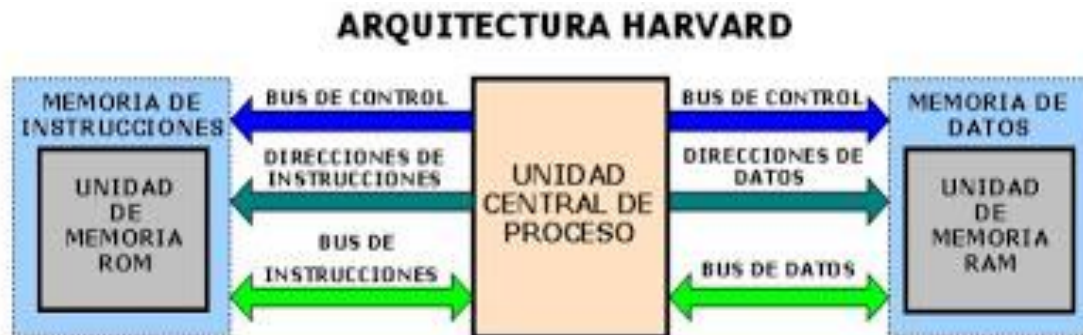 ARQUITECTURA HARVARD
MEMORIA DE
INSTRUCCIONES
UNIDAD
DE
MEMORIA
ROM
BUS DE CONTROL
DIRECCIONES DE
INSTRUCCIONES
BUS DE
INSTRUCCIONES
UNIDAD
CENTRAL DE
PROCESO
BUS DE CONTROL
DIRECCIONES DE
DATOS
BUS DE DATOS
MEMORIA DE
DATOS
UNIDAD
DE
MEMORIA
RAM